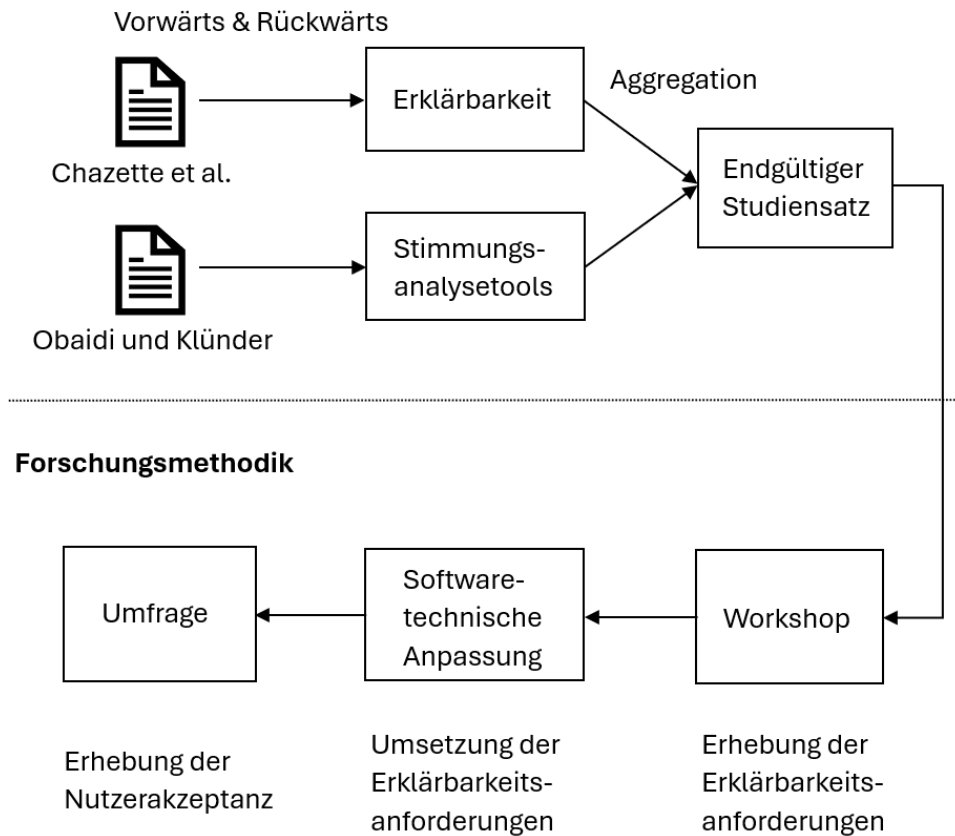 Vorwärts & Rückwärts
Erklärbarkeit
Aggregation
Chazette et al.
Endgültiger
Studiensatz
Stimmungs-
analysetools
Obaidi und Klünder
Forschungsmethodik
Umfrage
Software-
technische
Anpassung
Workshop
Erhebung der
Nutzerakzeptanz
Umsetzung der
Erklärbarkeits-
anforderungen
Erhebung der
Erklärbarkeits-
anforderungen